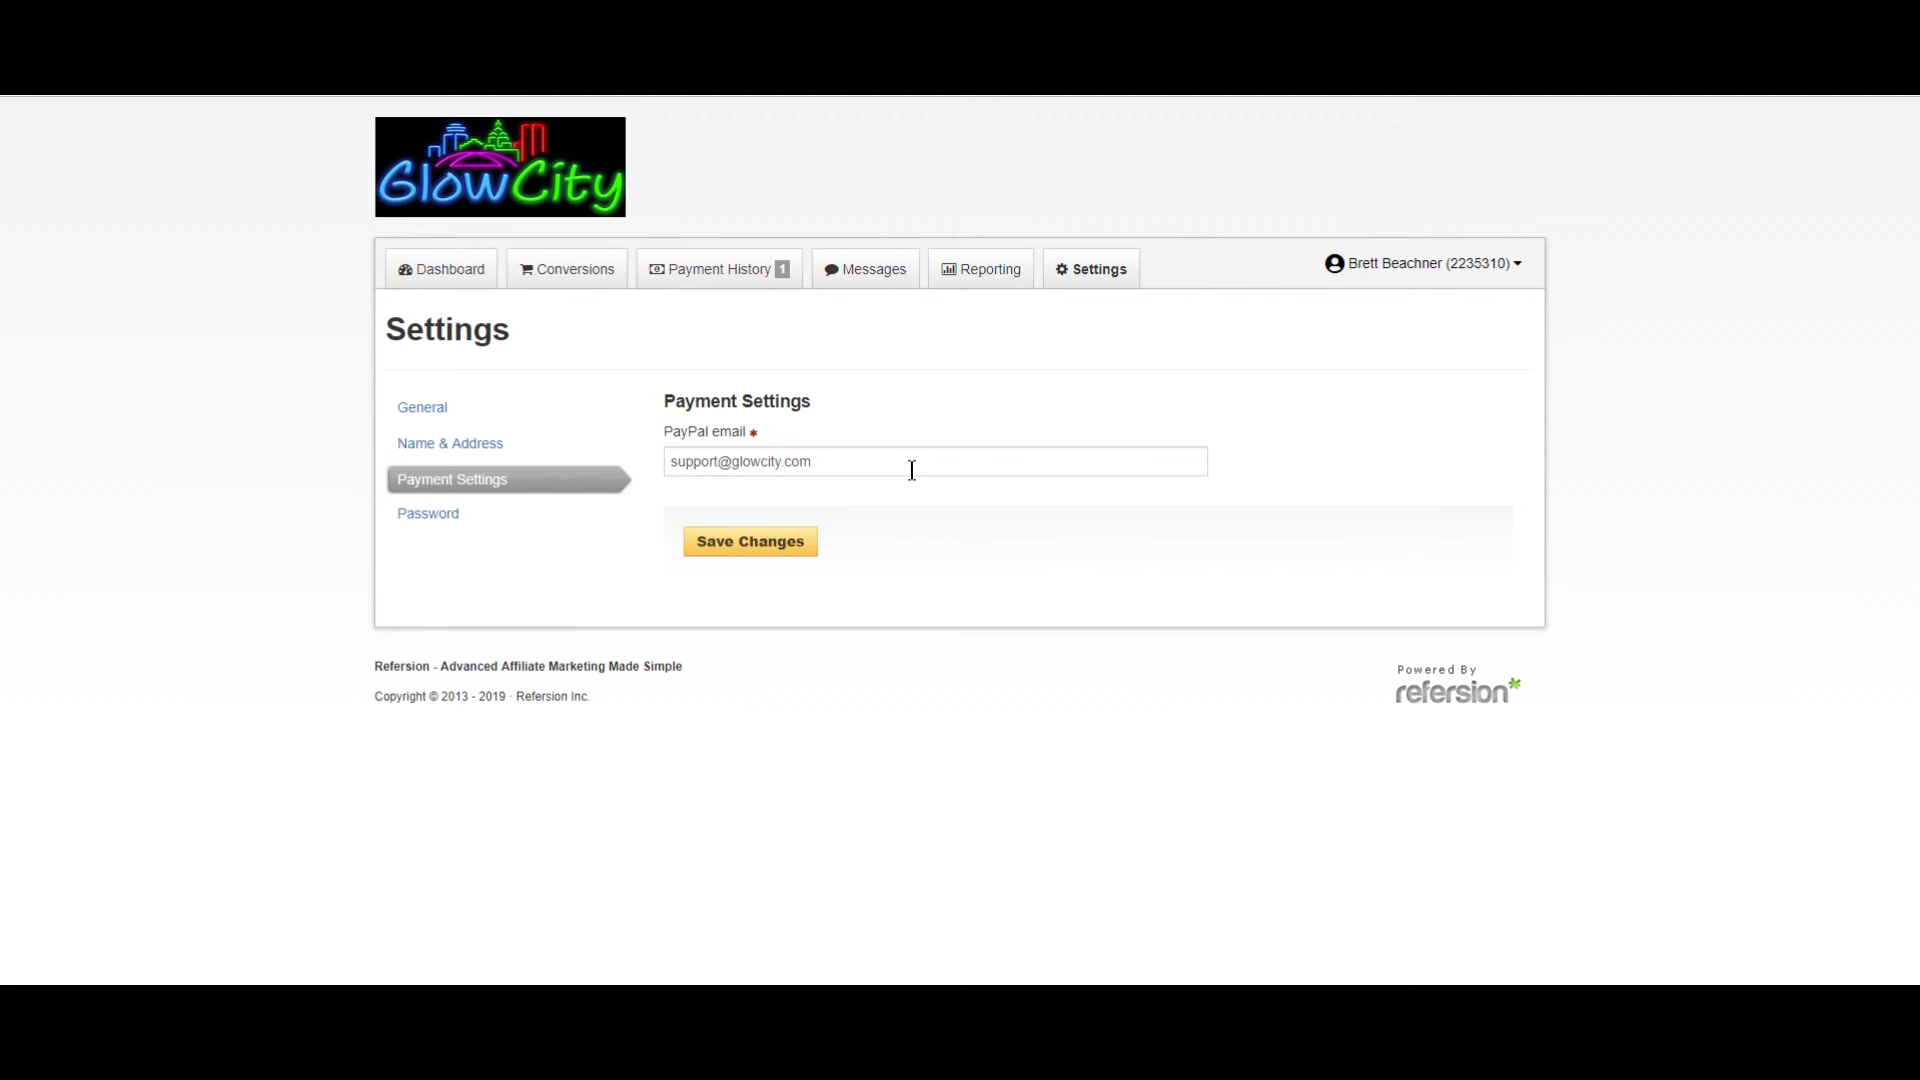 GlowCity
Dashboard Conversions Payment History 1 Messages Reporting Settings Brett Beachner (2235310)
Settings
General
Name & Address
Payment Settings
Password
Payment Settings
PayPal email *
support@glowcity.com
Save Changes
Refersion - Advanced Affiliate Marketing Made Simple
Copyright © 2013 - 2019 · Refersion Inc.
Powered By
refersion